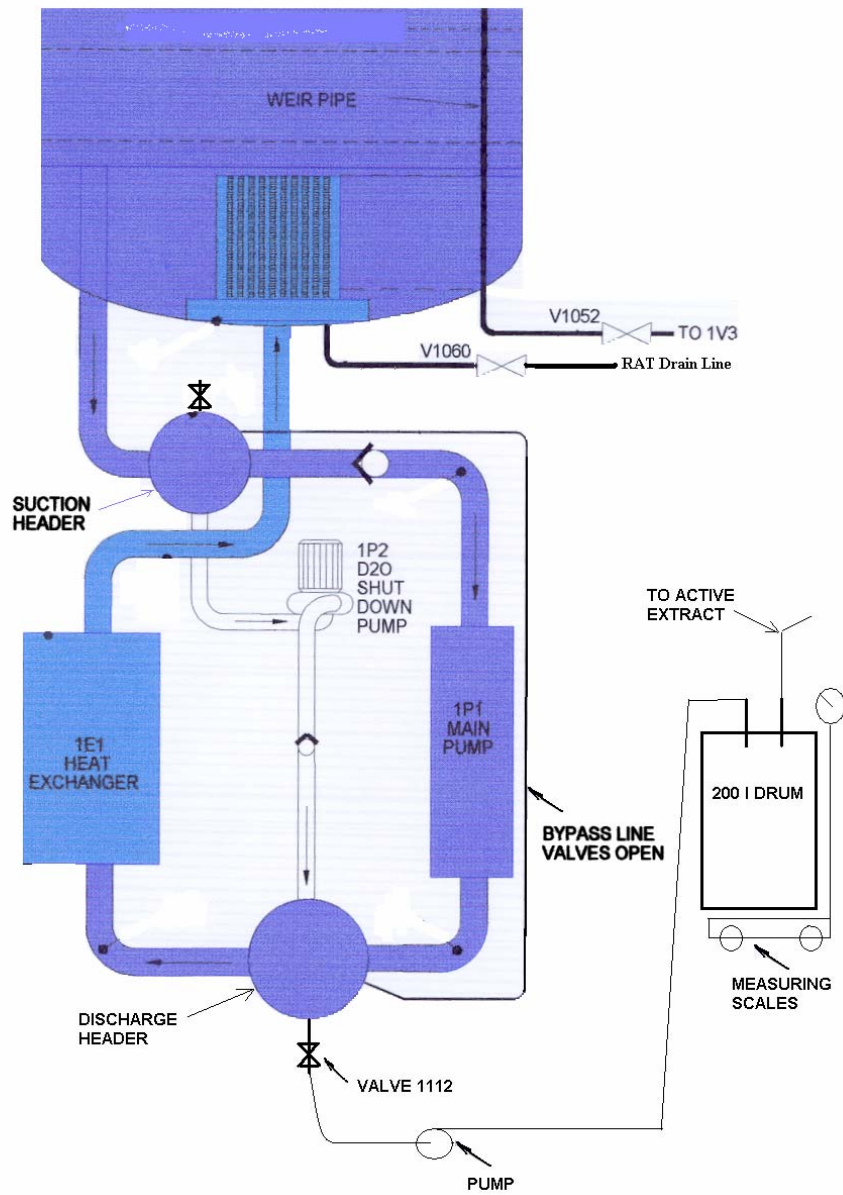 WEIR PIPE
V1052
TO 1V3
V1060
RAT Drain Line
SUCTION
HEADER
1P2
D2O
SHUT
DOWN
PUMP
TO ACTIVE
EXTRACT
1E1
HEAT
EXCHANGER
1P1
MAIN
PUMP
200 l DRUM
BYPASS LINE
VALVES OPEN
MEASURING
SCALES
DISCHARGE
HEADER
VALVE 1112
PUMP